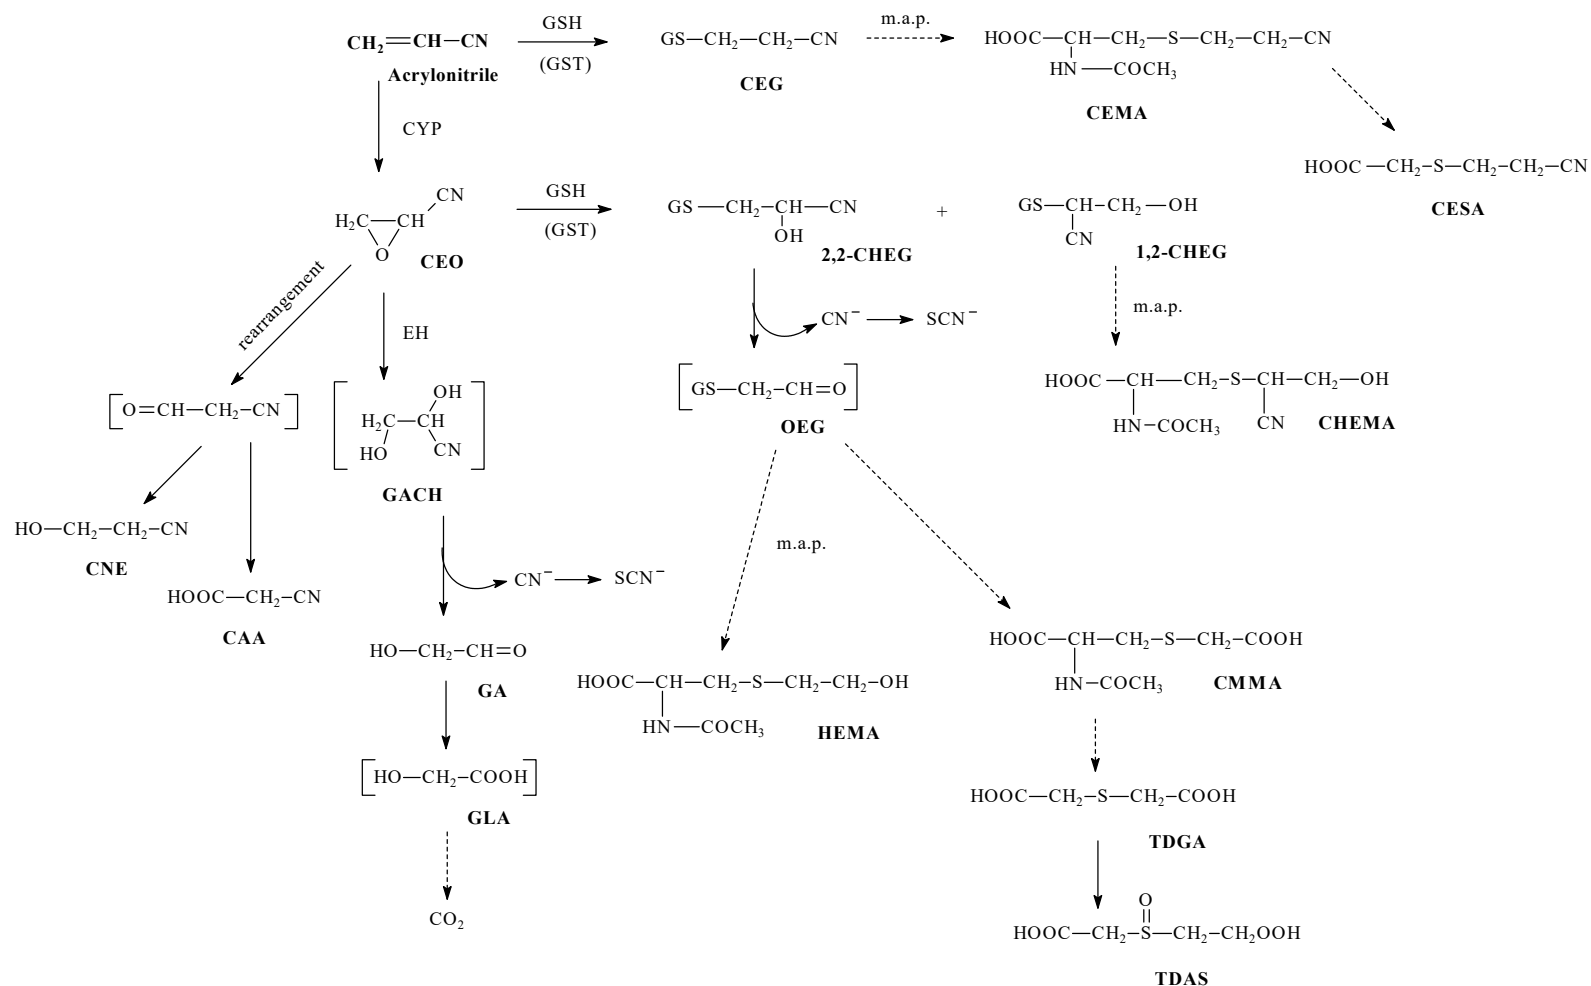 CH₂=CH—CN
Acrylonitrile
GSH
(GST)
GS—CH₂—CH₂—CN
CEG
m.a.p.
HOOC—CH—CH₂—S—CH₂—CH₂—CN
HN—COCH₃
CEMA
HOOC—CH₂—S—CH₂—CH₂—CN
CESA
CYP
CN
H₂C—CH
O
CEO
GSH
(GST)
GS—CH₂—CH—CN
OH
2,2-CHEG
+
GS—CH—CH₂—OH
CN
1,2-CHEG
rearrangement
EH
CN⁻
SCN⁻
m.a.p.
[O=CH—CH₂—CN]
OH
H₂C—CH
HO
CN
GACH
[GS—CH₂—CH=O]
OEG
HOOC—CH—CH₂—S—CH—CH₂—OH
HN—COCH₃
CN
CHEMA
HO—CH₂—CH₂—CN
CNE
HOOC—CH₂—CN
CAA
CN⁻
SCN⁻
m.a.p.
HO—CH₂—CH=O
GA
HOOC—CH—CH₂—S—CH₂—CH₂—OH
HN—COCH₃
HEMA
HOOC—CH—CH₂—S—CH₂—COOH
HN—COCH₃
CMMA
[HO—CH₂—COOH]
GLA
CO₂
HOOC—CH₂—S—CH₂—COOH
TDGA
O
HOOC—CH₂—S—CH₂—CH₂OOH
TDAS